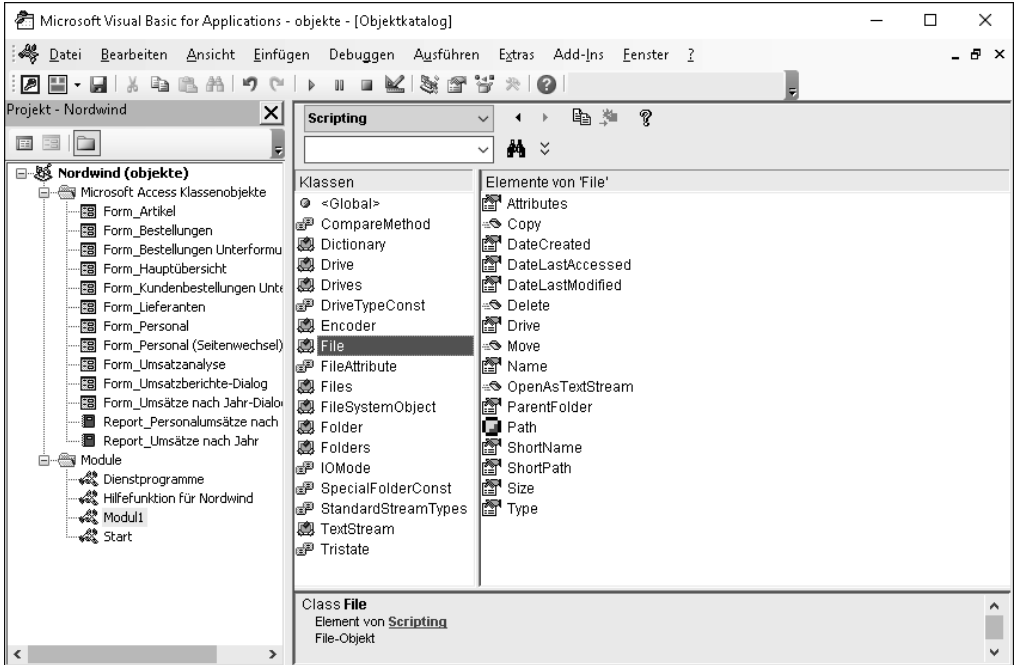 Microsoft Visual Basic for Applications - objekte - [Objektkatalog]
Datei Bearbeiten Ansicht Einfügen Debuggen Ausführen Extras Add-Ins Fenster ?
Projekt - Nordwind
Nordwind (objekte)
Microsoft Access Klassenobjekte
Form_Artikel
Form_Bestellungen
Form_Bestellungen Unterformu
Form_Hauptübersicht
Form_Kundenbestellungen Unte
Form_Lieferanten
Form_Personal
Form_Personal (Seitenwechsel)
Form_Umsatzanalyse
Form_Umsatzberichte-Dialog
Form_Umsätze nach Jahr-Dialo
Report_Personalumsätze nach
Report_Umsätze nach Jahr
Module
Dienstprogramme
Hilfefunktion für Nordwind
Modul1
Start
Scripting
Klassen
<Global>
CompareMethod
Dictionary
Drive
Drives
DriveTypeConst
Encoder
File
FileAttribute
Files
FileSystemObject
Folder
Folders
IOMode
SpecialFolderConst
StandardStreamTypes
TextStream
Tristate
Elemente von 'File'
Attributes
Copy
DateCreated
DateLastAccessed
DateLastModified
Delete
Drive
Move
Name
OpenAsTextStream
ParentFolder
Path
ShortName
ShortPath
Size
Type
Class File
Element von Scripting
File-Objekt